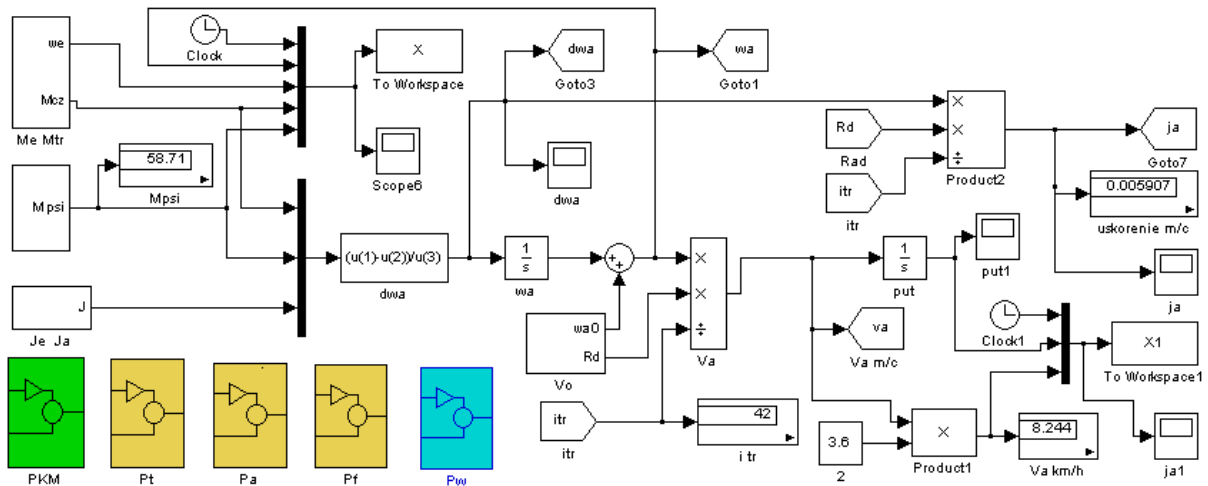 we
Mcz
Me Mtr
Clock
X
To Workspace
Scope6
dwa
Goto3
wa
Goto1
58.71
Mpsi
Mpsi
dwa
Rd
Rad
itr
itr
×
×
÷
Product2
ja
Goto7
0.005907
uskorenie m/c
J
Je Ja
(u(1)-u(2))/u(3)
dwa
1
s
wa
+
+
wa0
Rd
Vo
×
×
÷
Va
1
s
put
put1
ja
va
Va m/c
Clock1
X1
To Workspace1
itr
itr
42
i tr
3.6
2
×
Product1
8.244
Va km/h
ja1
PKM
Pt
Pa
Pf
Pw